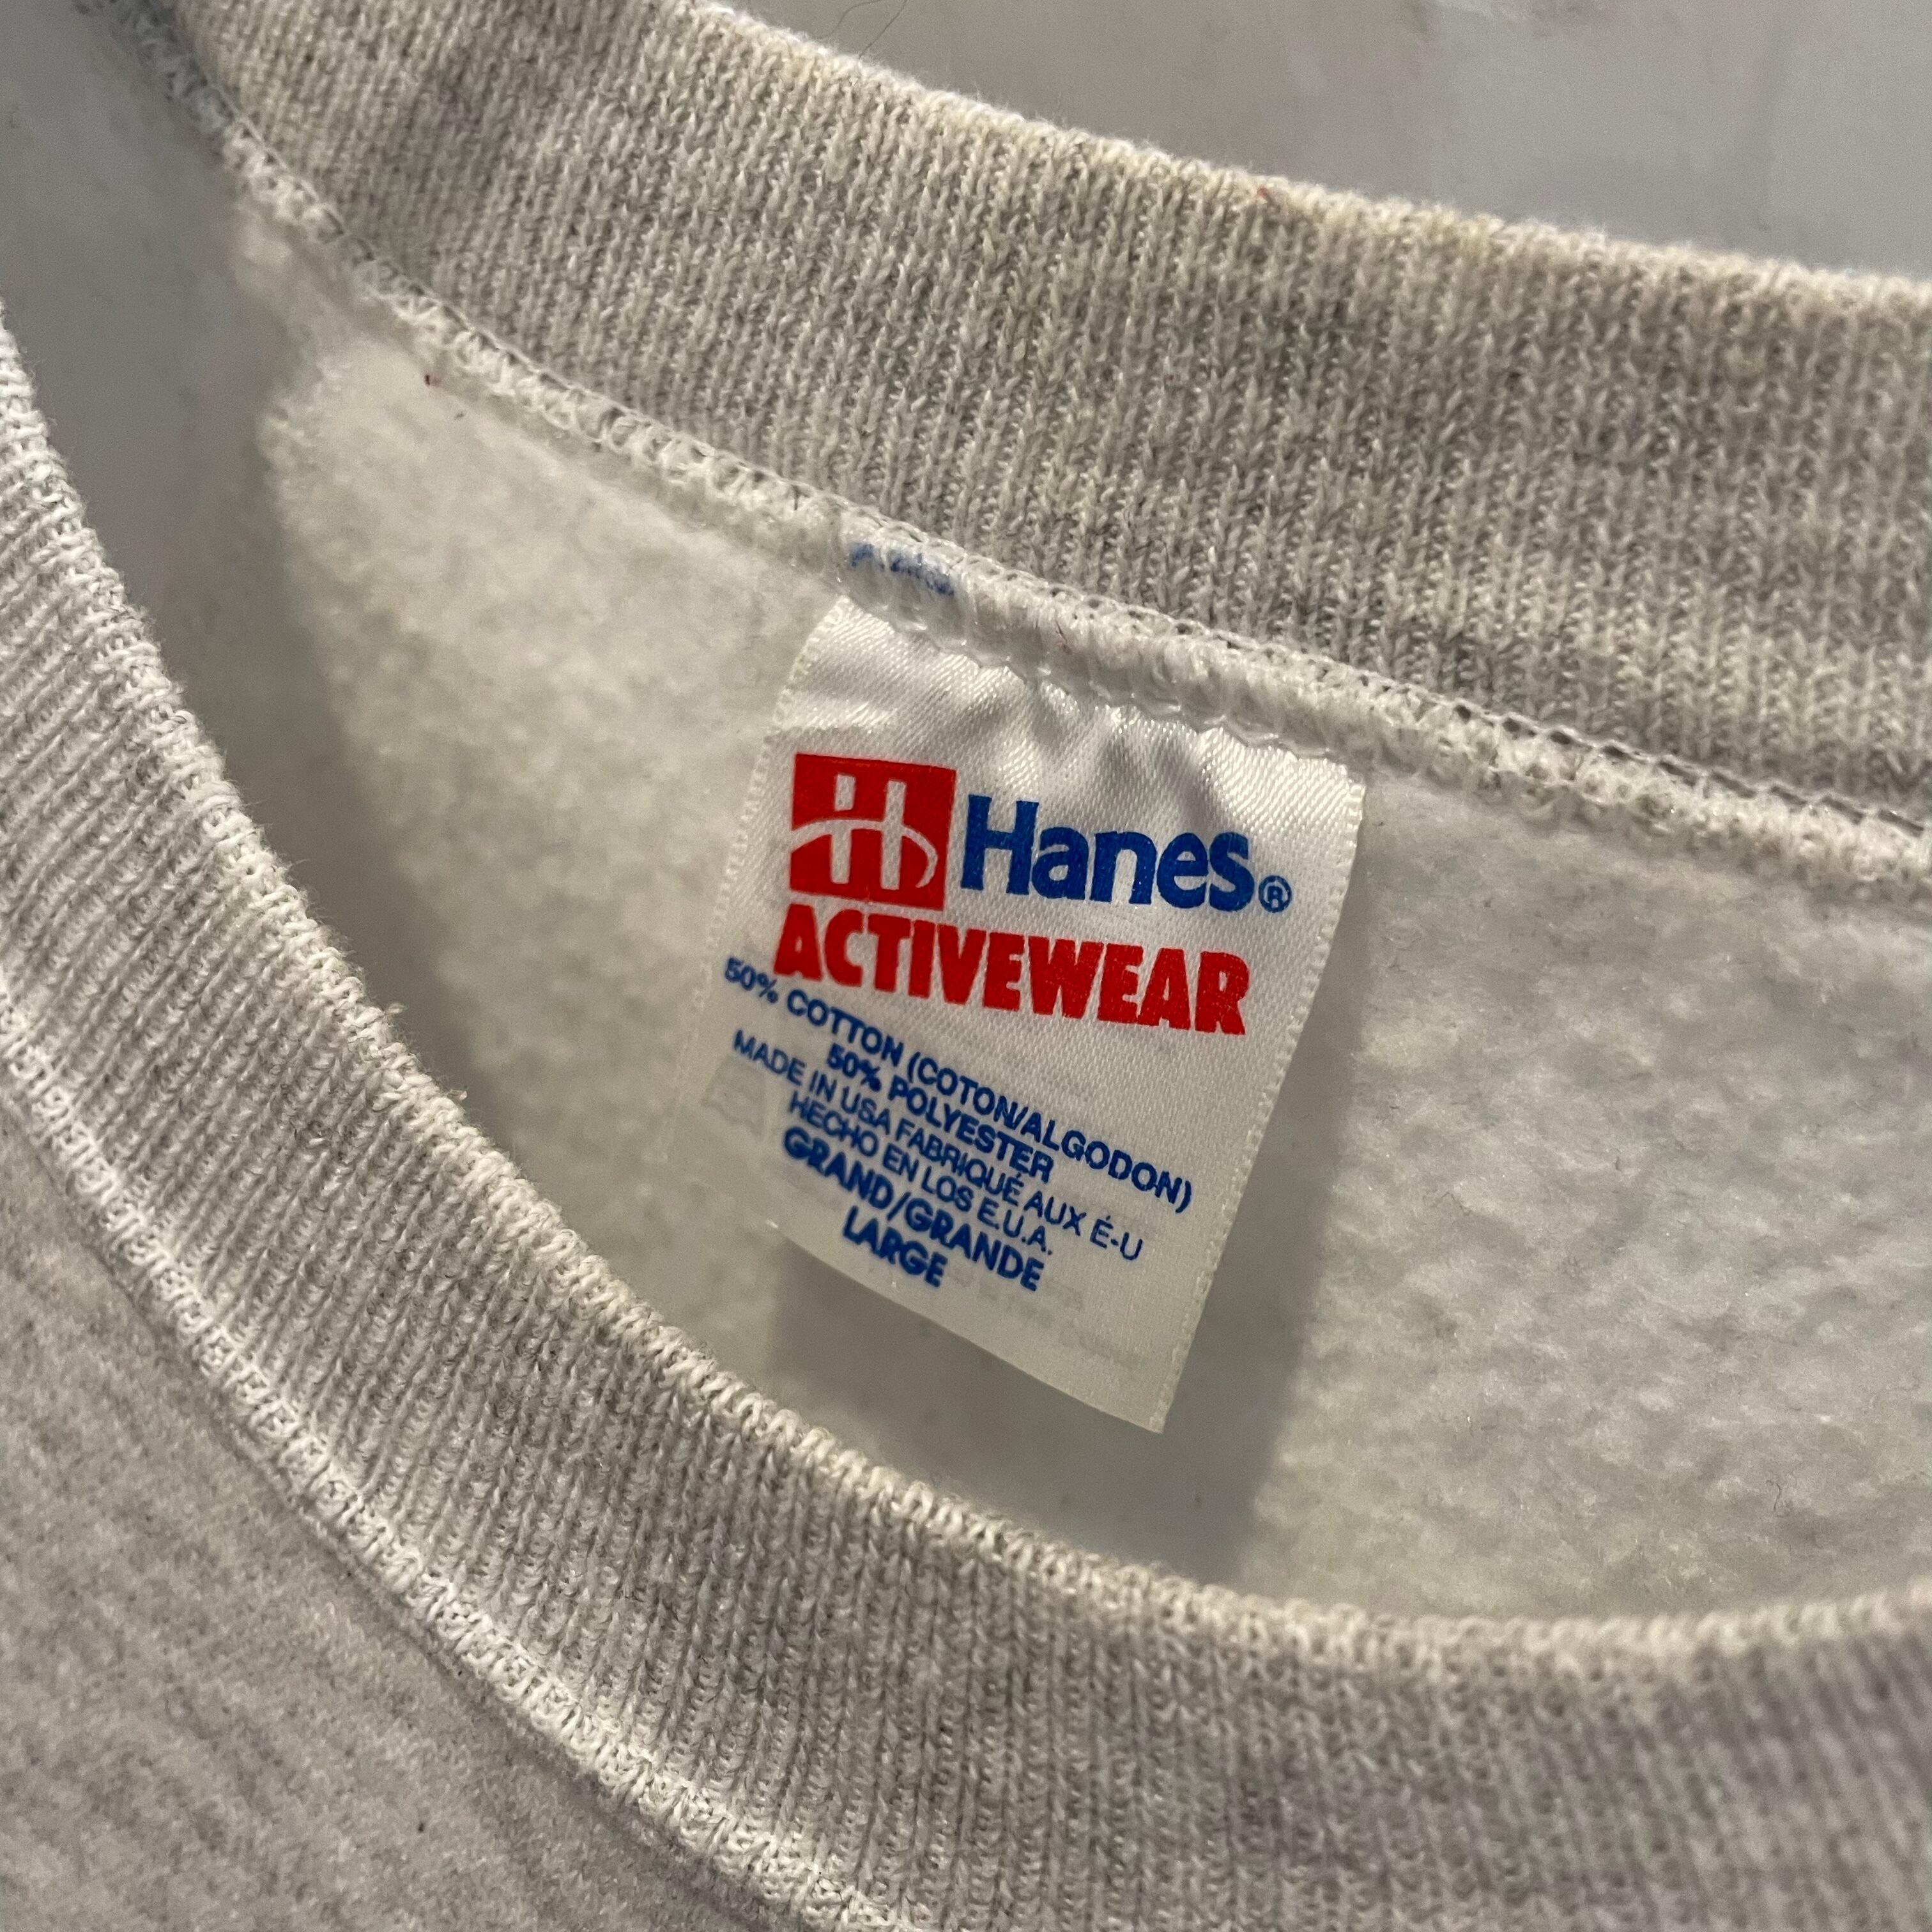 Hanes®
ACTIVEWEAR
50% COTTON (COTON/ALGODON)
50% POLYESTER
MADE IN USA FABRIQUÉ AUX É-U
HECHO EN LOS E.U.A.
GRAND/GRANDE
LARGE